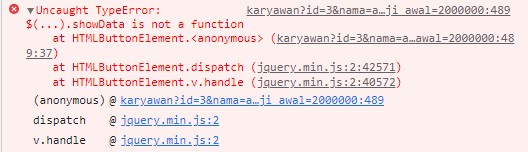 Uncaught TypeError: karyawan?id=3&nama=a…ji_awal=2000000:489
$(...).showData is not a function
at HTMLButtonElement.<anonymous> (karyawan?id=3&nama=a…awal=2000000:48
9:37)
at HTMLButtonElement.dispatch (jquery.min.js:2:42571)
at HTMLButtonElement.v.handle (jquery.min.js:2:40572)
(anonymous) @ karyawan?id=3&nama=a…ji_awal=2000000:489
dispatch @ jquery.min.js:2
v.handle @ jquery.min.js:2